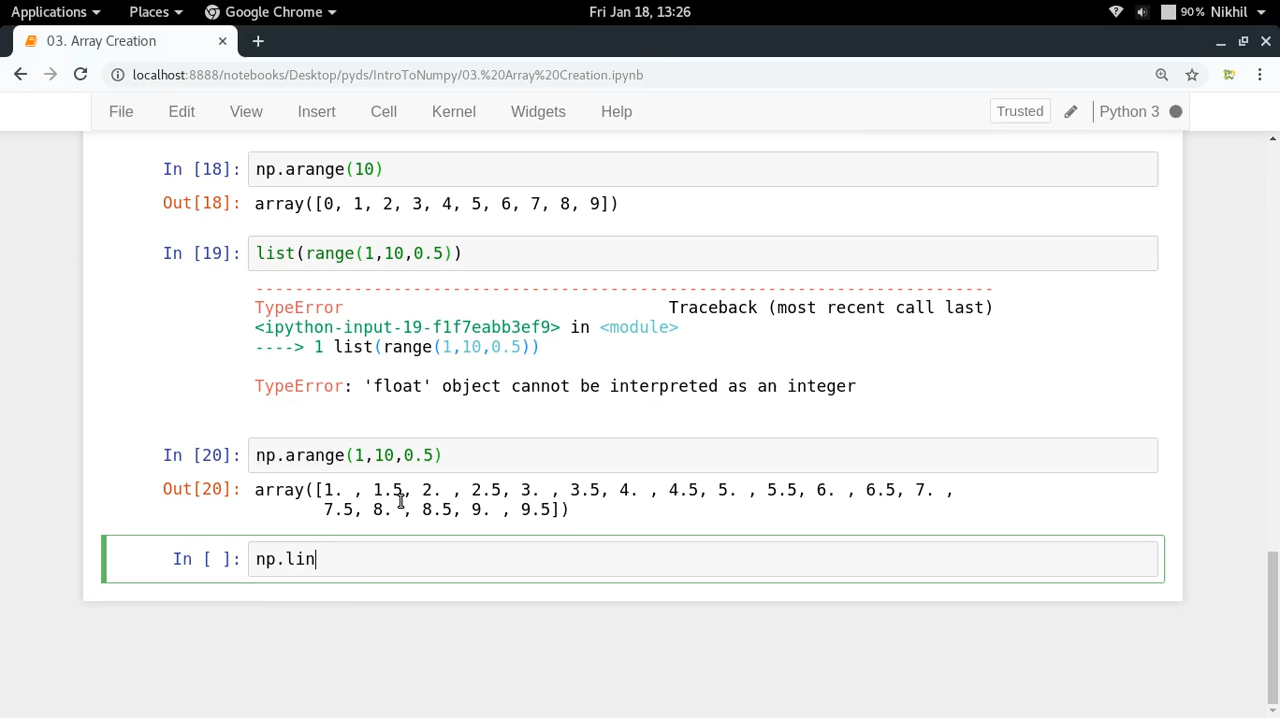 Applications Places Google Chrome Fri Jan 18, 13:26 90% Nikhil
03. Array Creation
localhost:8888/notebooks/Desktop/pyds/IntroToNumpy/03.%20Array%20Creation.ipynb
File Edit View Insert Cell Kernel Widgets Help Trusted Python 3
In [18]: np.arange(10)
Out[18]: array([0, 1, 2, 3, 4, 5, 6, 7, 8, 9])
In [19]: list(range(1,10,0.5))
---------------------------------------------------------------------------
TypeError                                 Traceback (most recent call last)
<ipython-input-19-f1f7eabb3ef9> in <module>
----> 1 list(range(1,10,0.5))
TypeError: 'float' object cannot be interpreted as an integer
In [20]: np.arange(1,10,0.5)
Out[20]: array([1. , 1.5, 2. , 2.5, 3. , 3.5, 4. , 4.5, 5. , 5.5, 6. , 6.5, 7. ,
7.5, 8. , 8.5, 9. , 9.5])
In [ ]: np.lin